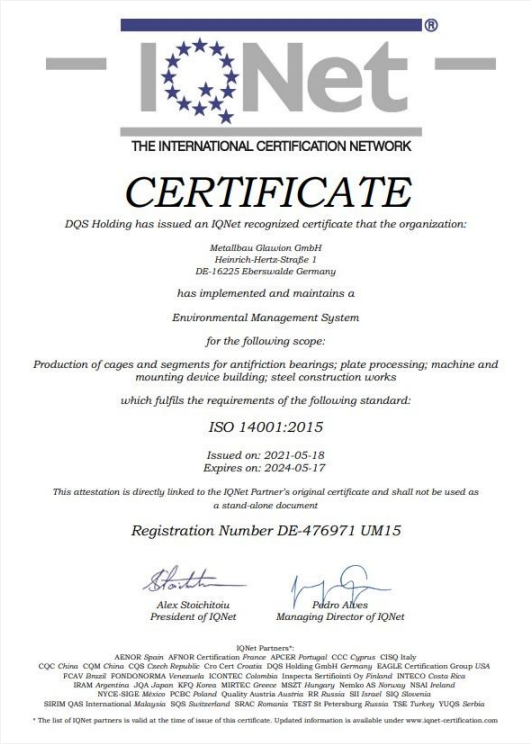 ®
IQNet
THE INTERNATIONAL CERTIFICATION NETWORK
CERTIFICATE
DQS Holding has issued an IQNet recognized certificate that the organization:
Metallbau Glawion GmbH
Heinrich-Hertz-Straße 1
DE-16225 Eberswalde Germany
has implemented and maintains a
Environmental Management System
for the following scope:
Production of cages and segments for antifriction bearings; plate processing; machine and
mounting device building; steel construction works
which fulfils the requirements of the following standard:
ISO 14001:2015
Issued on: 2021-05-18
Expires on: 2024-05-17
This attestation is directly linked to the IQNet Partner's original certificate and shall not be used as
a stand-alone document
Registration Number DE-476971 UM15
Alex Stoichitoiu
President of IQNet
Pedro Alves
Managing Director of IQNet
IQNet Partners*:
AENOR Spain AFNOR Certification France APCER Portugal CCC Cyprus CISQ Italy
CQC China CQM China CQS Czech Republic Cro Cert Croatia DQS Holding GmbH Germany EAGLE Certification Group USA
FCAV Brazil FONDONORMA Venezuela ICONTEC Colombia Inspecta Sertifiointi Oy Finland INTECO Costa Rica
IRAM Argentina JQA Japan KFQ Korea MIRTEC Greece MSZT Hungary Nemko AS Norway NSAI Ireland
NYCE-SIGE México PCBC Poland Quality Austria Austria RR Russia SII Israel SIQ Slovenia
SIRIM QAS International Malaysia SQS Switzerland SRAC Romania TEST St Petersburg Russia TSE Turkey YUQS Serbia
* The list of IQNet partners is valid at the time of issue of this certificate. Updated information is available under www.iqnet-certification.com